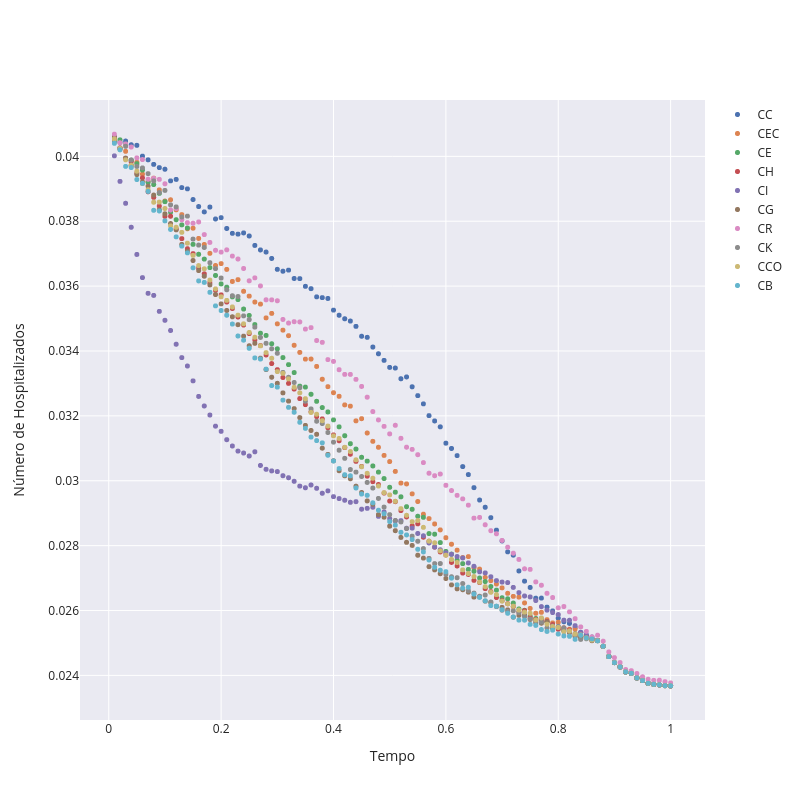 0.04
0.038
0.036
0.034
0.032
0.03
0.028
0.026
0.024
0 0.2 0.4 0.6 0.8 1
Tempo
Número de Hospitalizados
CC
CEC
CE
CH
CI
CG
CR
CK
CCO
CB